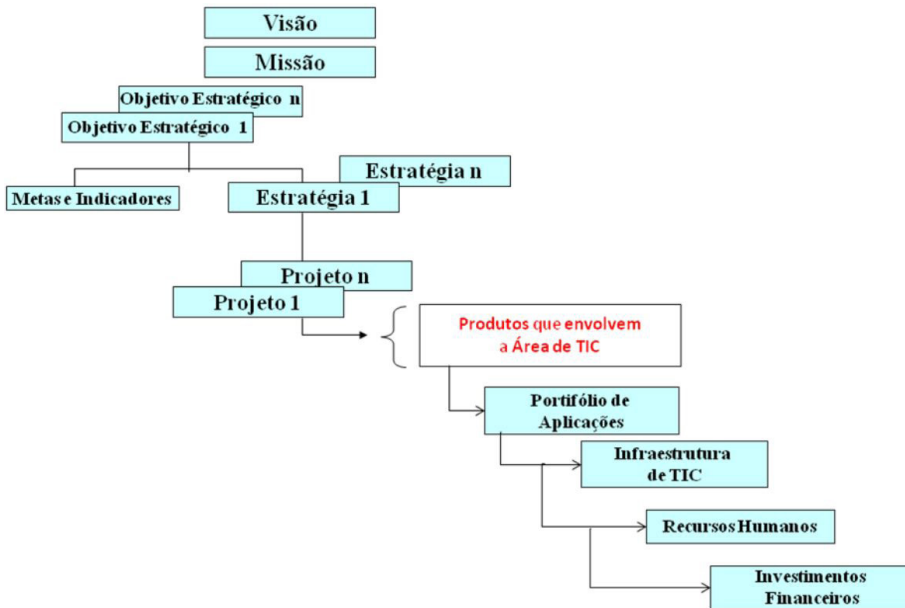 Visão
Missão
Objetivo Estratégico n
Objetivo Estratégico 1
Estratégia n
Metas e Indicadores
Estratégia 1
Projeto n
Projeto 1
Produtos que envolvem
a Área de TIC
Portifólio de
Aplicações
Infraestrutura
de TIC
Recursos Humanos
Investimentos
Financeiros